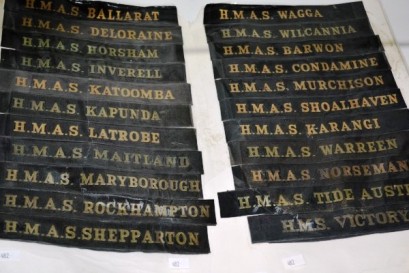 H.M.A.S. BALLARAT
H.M.A.S. DELORAINE
H.M.A.S. HORSHAM
H.M.A.S. INVERELL
H.M.A.S. KATOOMBA
H.M.A.S. KAPUNDA
H.M.A.S. LATROBE
H.M.A.S. MAITLAND
H.M.A.S. MARYBOROUGH
H.M.A.S. ROCKHAMPTON
H.M.A.S. SHEPPARTON
H.M.A.S. WAGGA
H.M.A.S. WILCANNIA
H.M.A.S. BARWON
H.M.A.S. CONDAMINE
H.M.A.S. MURCHISON
H.M.A.S. SHOALHAVEN
H.M.A.S. KARANGI
H.M.A.S. WARREEN
H.M.A.S. NORSEMAN
H.M.A.S. TIDE AUST
H.M.S. VICTORY